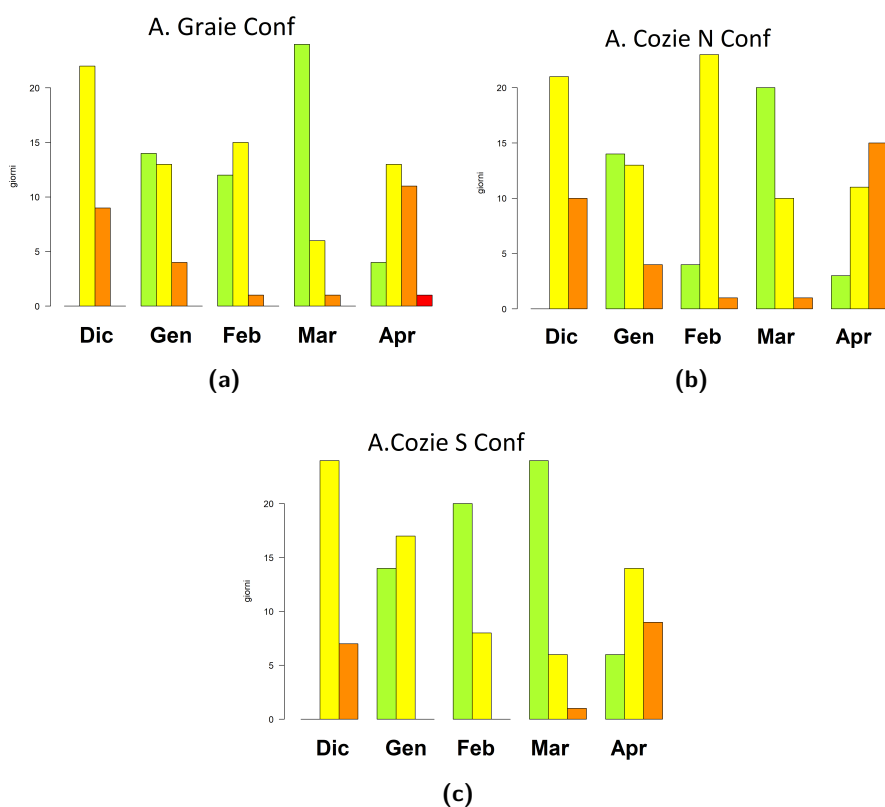 A. Graie Conf
giorni
20
15
10
5
0
Dic Gen Feb Mar Apr
(a)
A. Cozie N Conf
giorni
20
15
10
5
0
Dic Gen Feb Mar Apr
(b)
A.Cozie S Conf
giorni
20
15
10
5
0
Dic Gen Feb Mar Apr
(c)